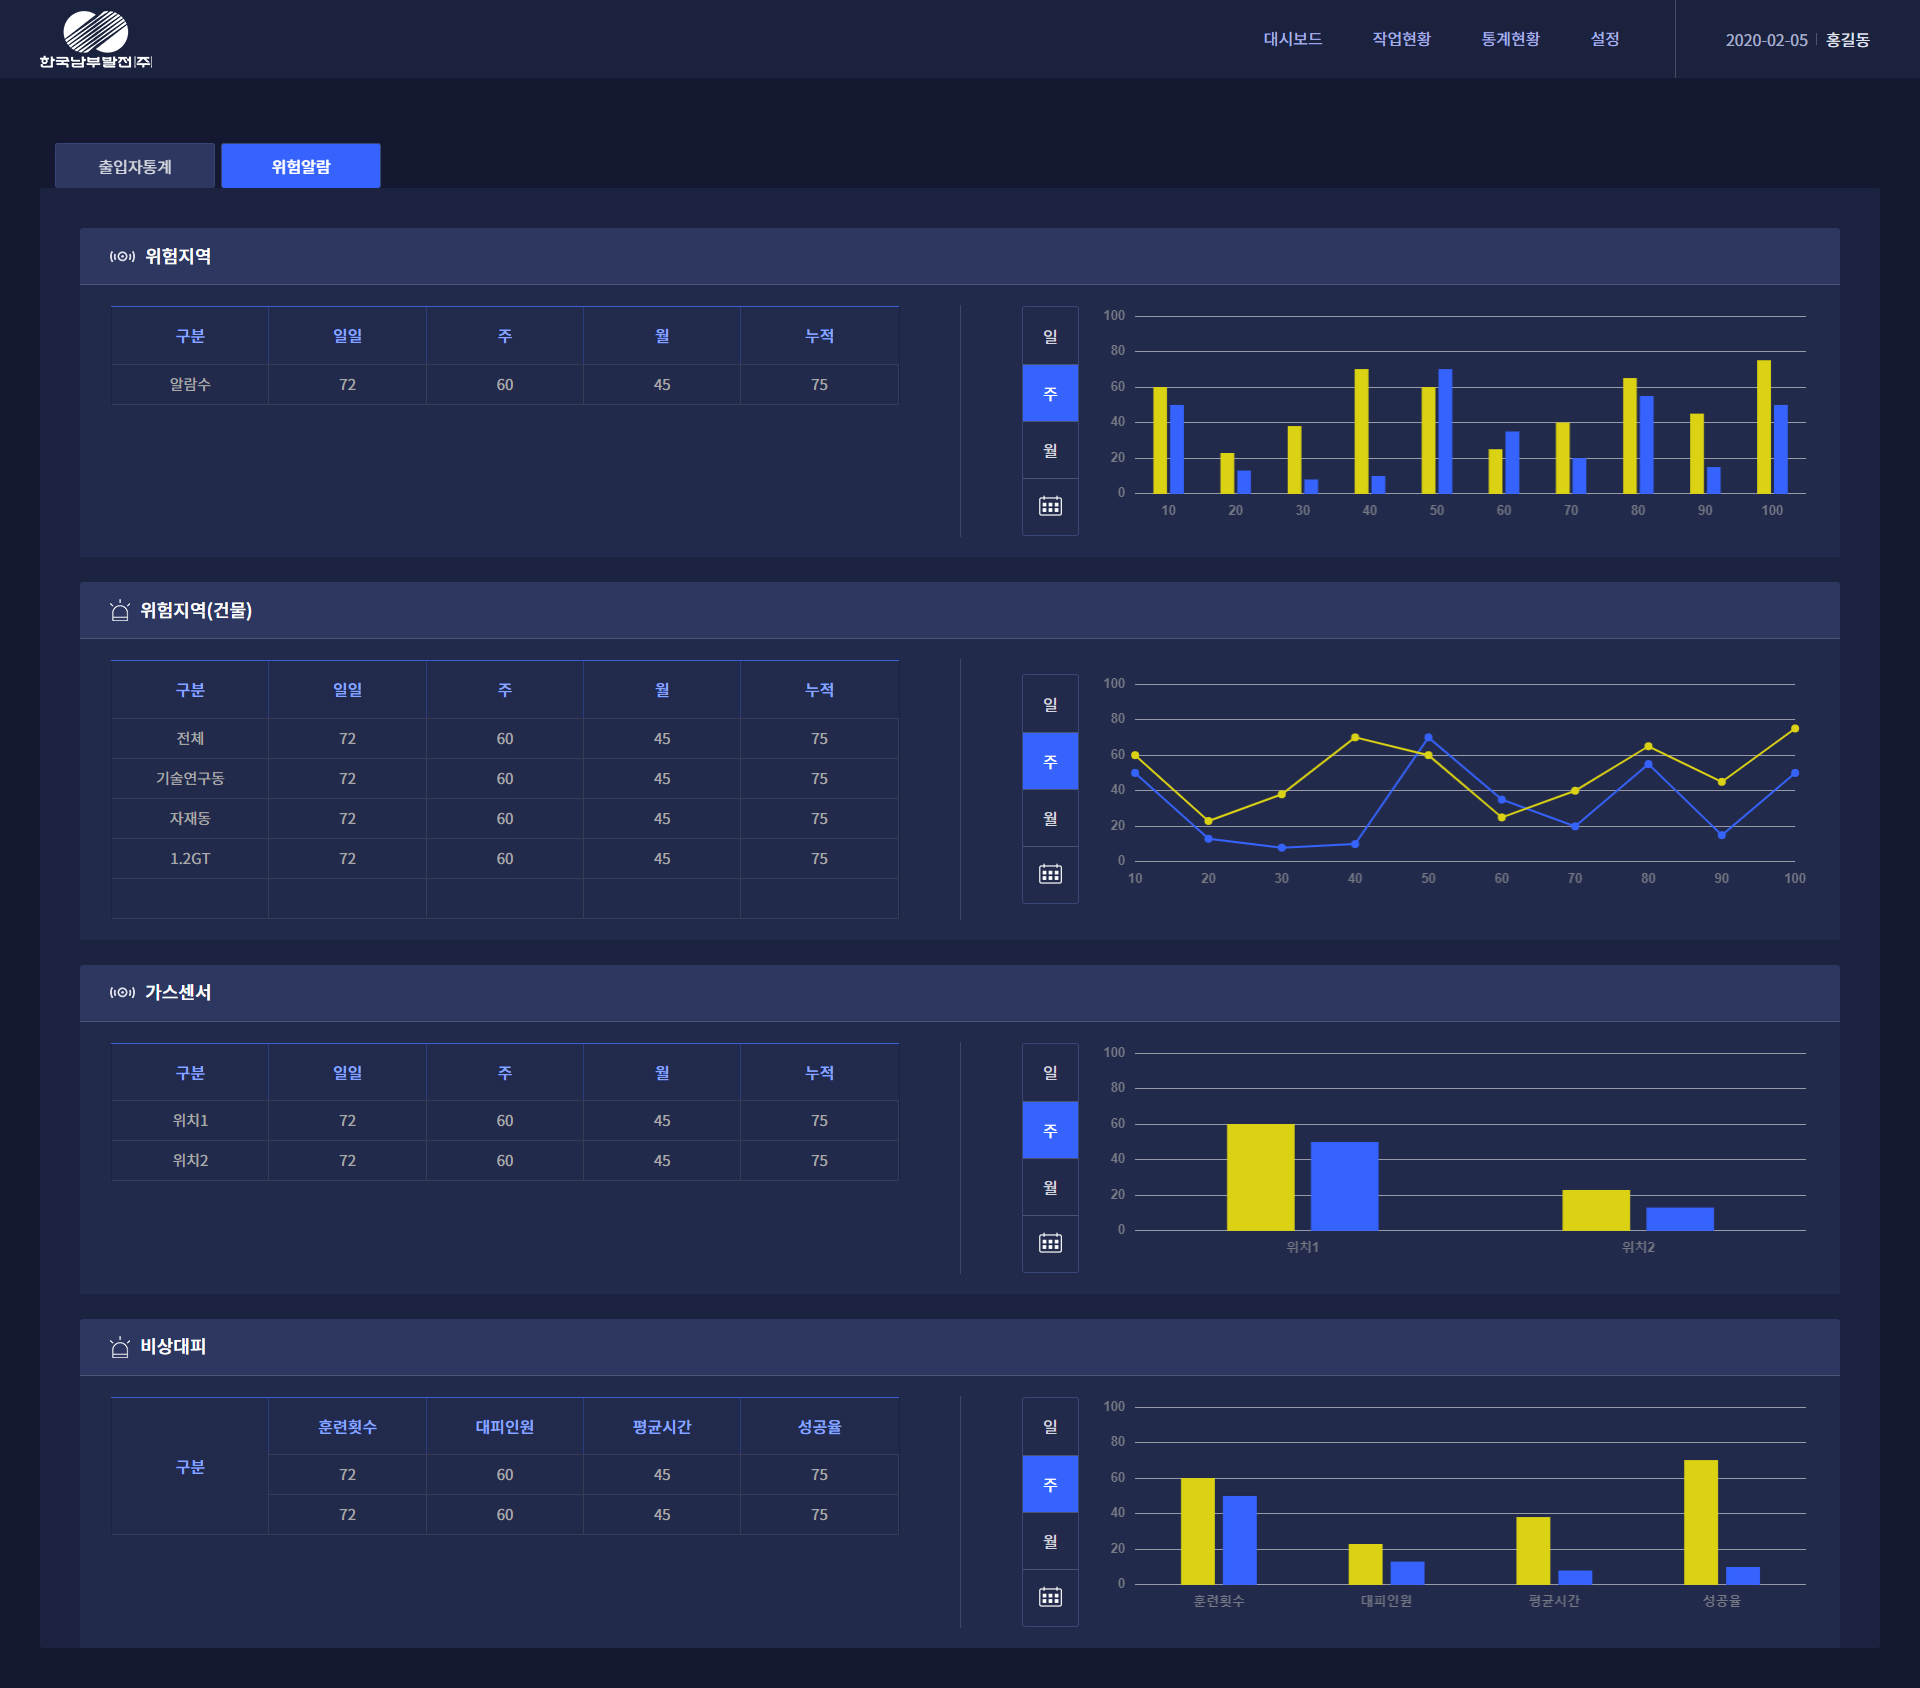 한국남부발전(주)
대시보드 작업현황 통계현황 설정 2020-02-05 홍길동
출입자통계 위험알람
위험지역
구분 일일 주 월 누적
알람수 72 60 45 75
일
주
월
100
80
60
40
20
0
10 20 30 40 50 60 70 80 90 100
위험지역(건물)
구분 일일 주 월 누적
전체 72 60 45 75
기술연구동 72 60 45 75
자재동 72 60 45 75
1.2GT 72 60 45 75
일
주
월
100
80
60
40
20
0
10 20 30 40 50 60 70 80 90 100
가스센서
구분 일일 주 월 누적
위치1 72 60 45 75
위치2 72 60 45 75
일
주
월
100
80
60
40
20
0
위치1 위치2
비상대피
구분 훈련횟수 대피인원 평균시간 성공율
72 60 45 75
72 60 45 75
일
주
월
100
80
60
40
20
0
훈련횟수 대피인원 평균시간 성공율